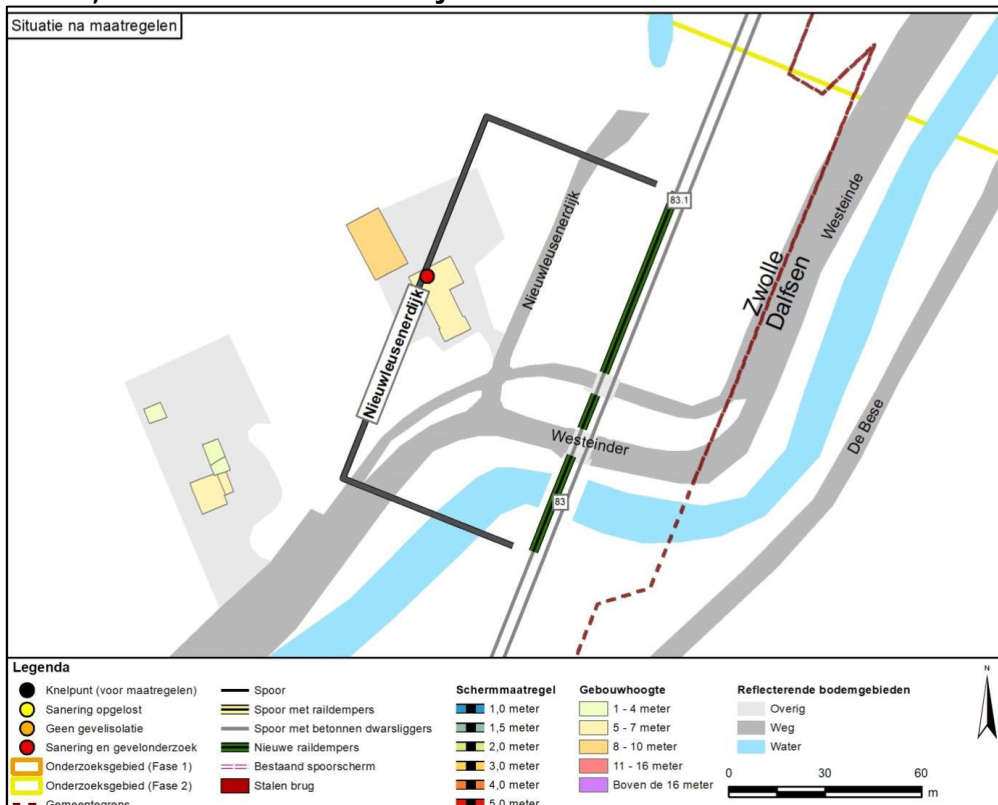 Situatie na maatregelen
83.1
Nieuwleusenerdijk
Westeinde
Zwolle
Dalfsen
Nieuwleusenerdijk
De Bese
Westeinder
83
Legenda
Knelpunt (voor maatregelen)
Sanering opgelost
Geen gevelisolatie
Sanering en gevelonderzoek
Onderzoeksgebied (Fase 1)
Onderzoeksgebied (Fase 2)
Gemeentegrens
Spoor
Spoor met raildempers
Spoor met betonnen dwarsliggers
Nieuwe raildempers
Bestaand spoorscherm
Stalen brug
Schermmaatregel
1,0 meter
1,5 meter
2,0 meter
3,0 meter
4,0 meter
5,0 meter
Gebouwhoogte
1 - 4 meter
5 - 7 meter
8 - 10 meter
11 - 16 meter
Boven de 16 meter
Reflecterende bodemgebieden
Overig
Weg
Water
N
0 30 60
m